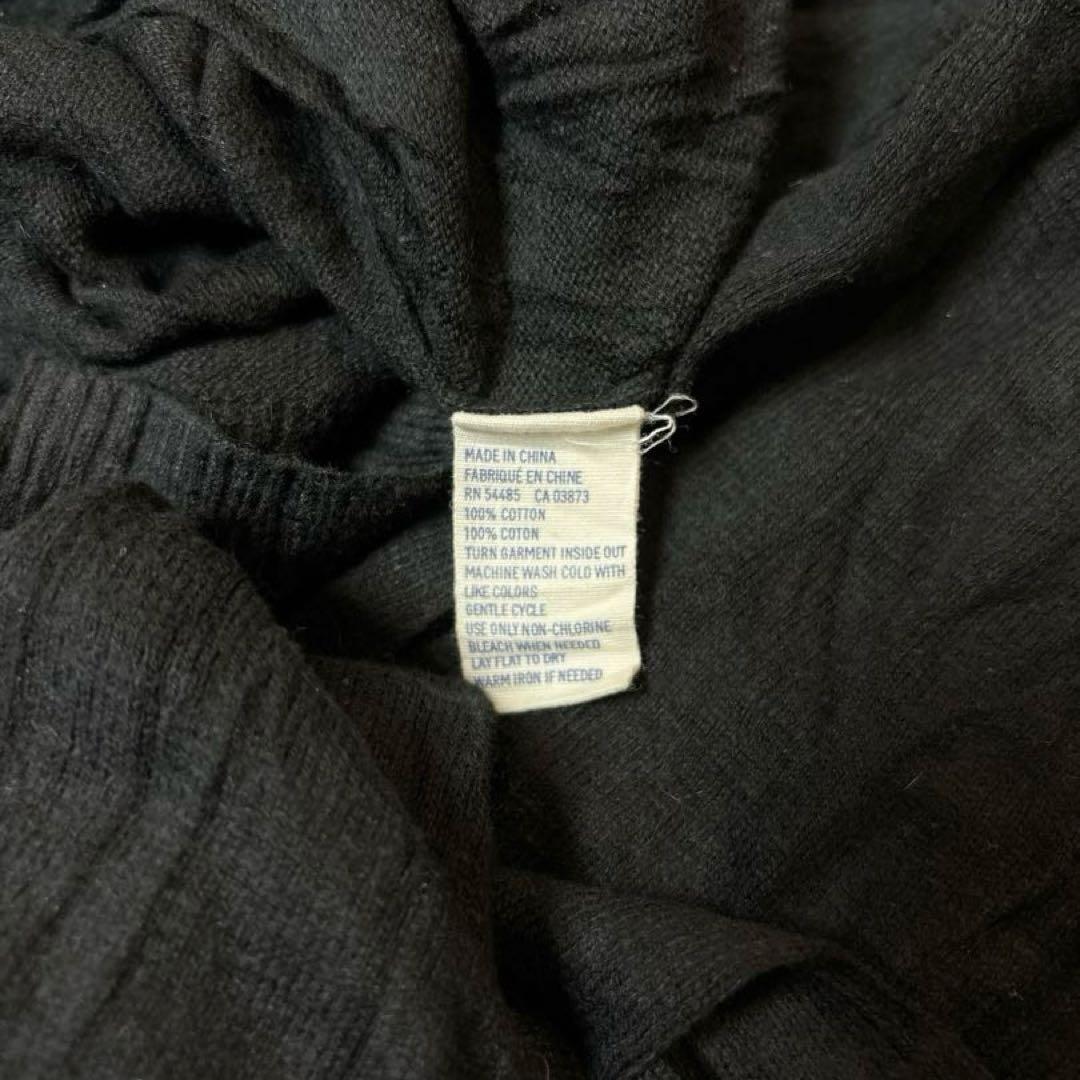 MADE IN CHINA
FABRIQUÉ EN CHINE
RN 54485 CA 03873
100% COTTON
100% COTON
TURN GARMENT INSIDE OUT
MACHINE WASH COLD WITH
LIKE COLORS
GENTLE CYCLE
USE ONLY NON-CHLORINE
BLEACH WHEN NEEDED
LAY FLAT TO DRY
WARM IRON IF NEEDED